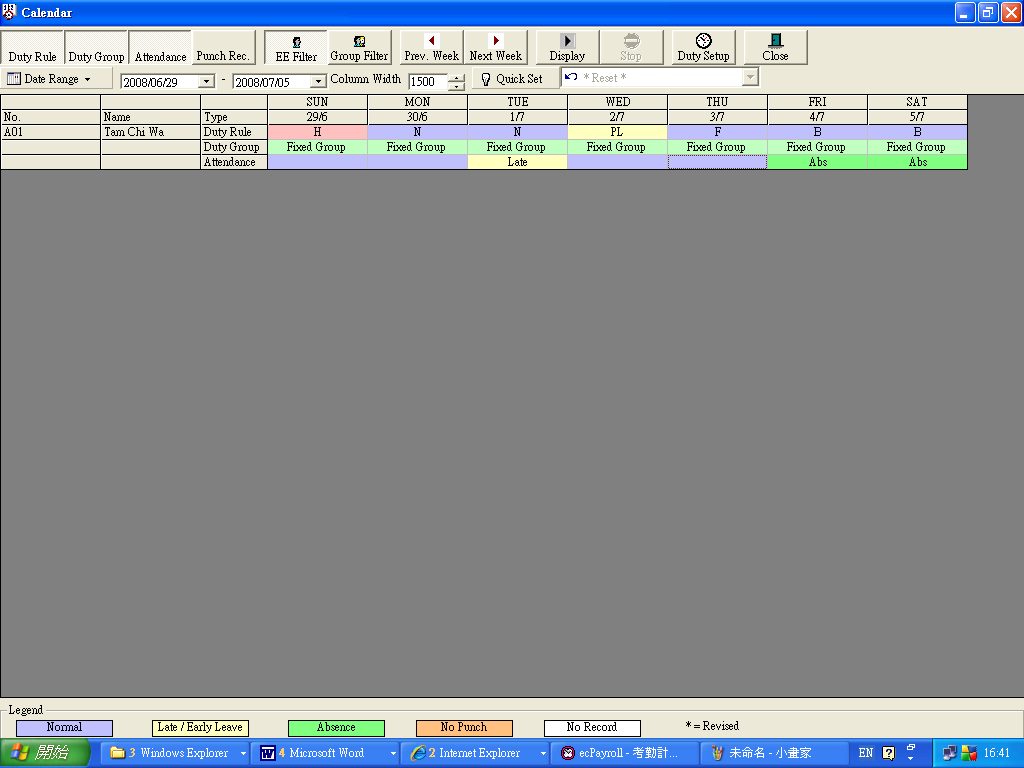 Calendar
Duty Rule Duty Group Attendance Punch Rec. EE Filter Group Filter Prev. Week Next Week Display Stop Duty Setup Close
Date Range 2008/06/29 - 2008/07/05 Column Width 1500 Quick Set * Reset *
SUN MON TUE WED THU FRI SAT
No. Name Type 29/6 30/6 1/7 2/7 3/7 4/7 5/7
A01 Tam Chi Wa Duty Rule H N N PL F B B
Duty Group Fixed Group Fixed Group Fixed Group Fixed Group Fixed Group Fixed Group Fixed Group
Attendance Late Abs Abs
Legend
Normal Late / Early Leave Absence No Punch No Record * = Revised
開始 3 Windows Explorer 4 Microsoft Word 2 Internet Explorer ecPayroll - 考勤計... 未命名 - 小畫家 EN 16:41